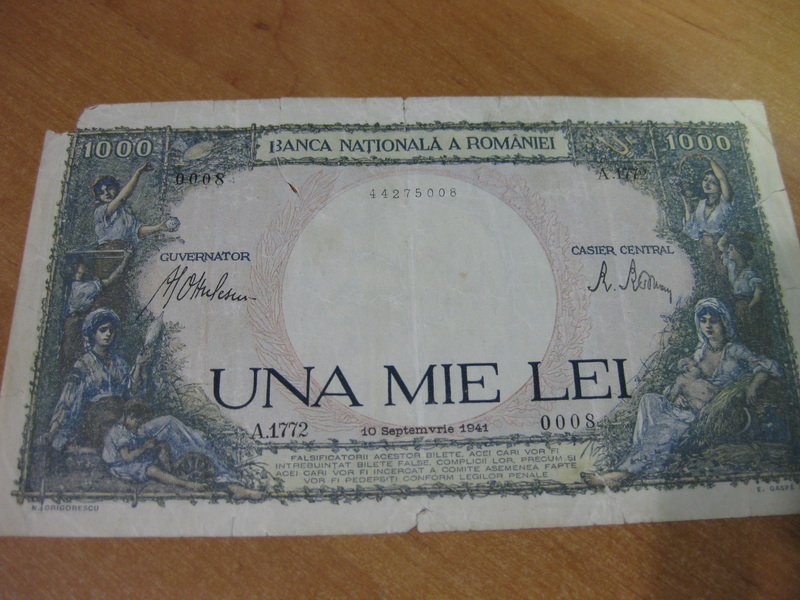 1000 BANCA NAȚIONALĂ A ROMÂNIEI 1000
0008 A.1772
44275008
GUVERNATOR CASIER CENTRAL
UNA MIE LEI
A.1772 10 Septemvrie 1941 0008
FALSIFICATORII ACESTOR BILETE, ACEI CARI VOR FI
INTREBUINȚAT BILETE FALSE, COMPLICII LOR, PRECUM ȘI
ACEI CARI VOR FI INCERCAT A COMITE ASEMENEA FAPTE
VOR FI PEDEPSIȚI CONFORM LEGILOR PENALE
N. GRIGORESCU